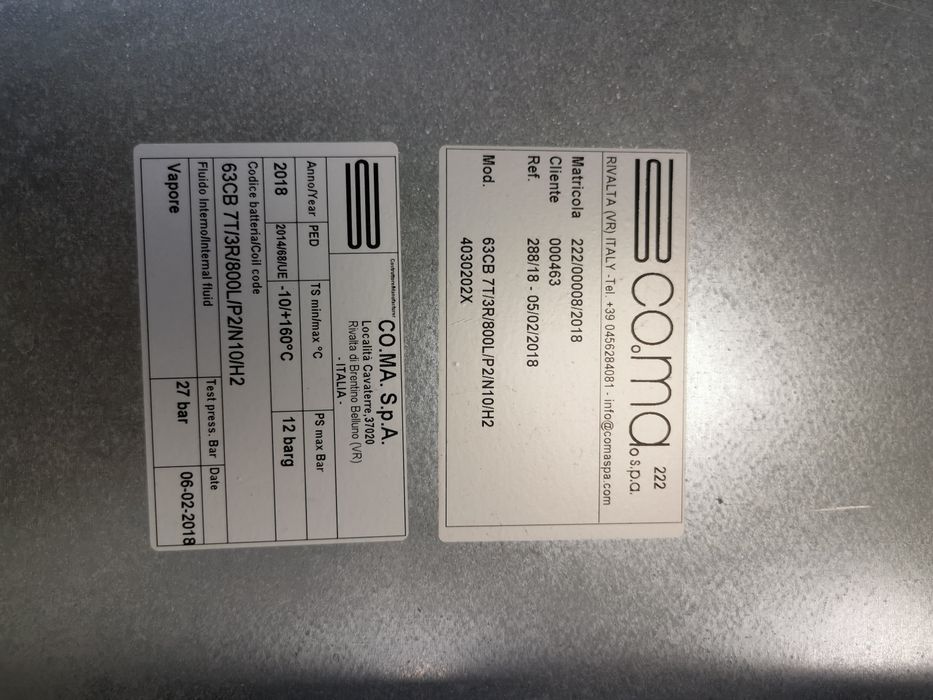 co.ma. s.p.a.
222
RIVALTA (VR) ITALY -Tel. +39 0456284081 - info@comaspa.com
Matricola 222/00008/2018
Cliente 000463
Ref. 288/18 - 05/02/2018
Mod. 63CB 7T/3R/800L/P2/N10/H2
4030202X
CO.MA. S.p.A.
Località Cavaterre,37020
Rivalta di Brentino Belluno (VR)
- ITALIA -
Anno/Year PED TS min/max °C PS max Bar
2018 2014/68/UE -10/+160°C 12 barg
Codice batteria/Coil code
63CB 7T/3R/800L/P2/N10/H2
Fluido Interno/Internal fluid Test press. Bar Date
Vapore 27 bar 06-02-2018